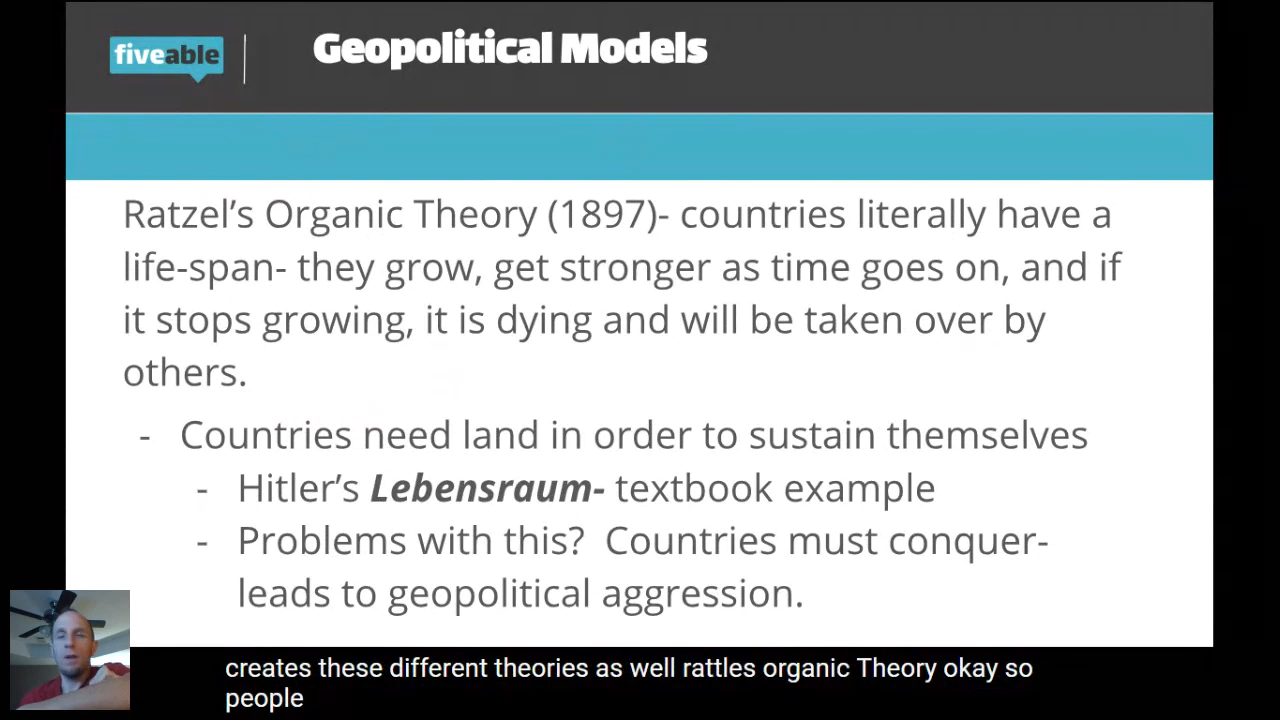 fiveable
Geopolitical Models
Ratzel’s Organic Theory (1897)- countries literally have a
life-span- they grow, get stronger as time goes on, and if
it stops growing, it is dying and will be taken over by
others.
- Countries need land in order to sustain themselves
- Hitler’s Lebensraum- textbook example
- Problems with this?  Countries must conquer-
leads to geopolitical aggression.
creates these different theories as well rattles organic Theory okay so
people